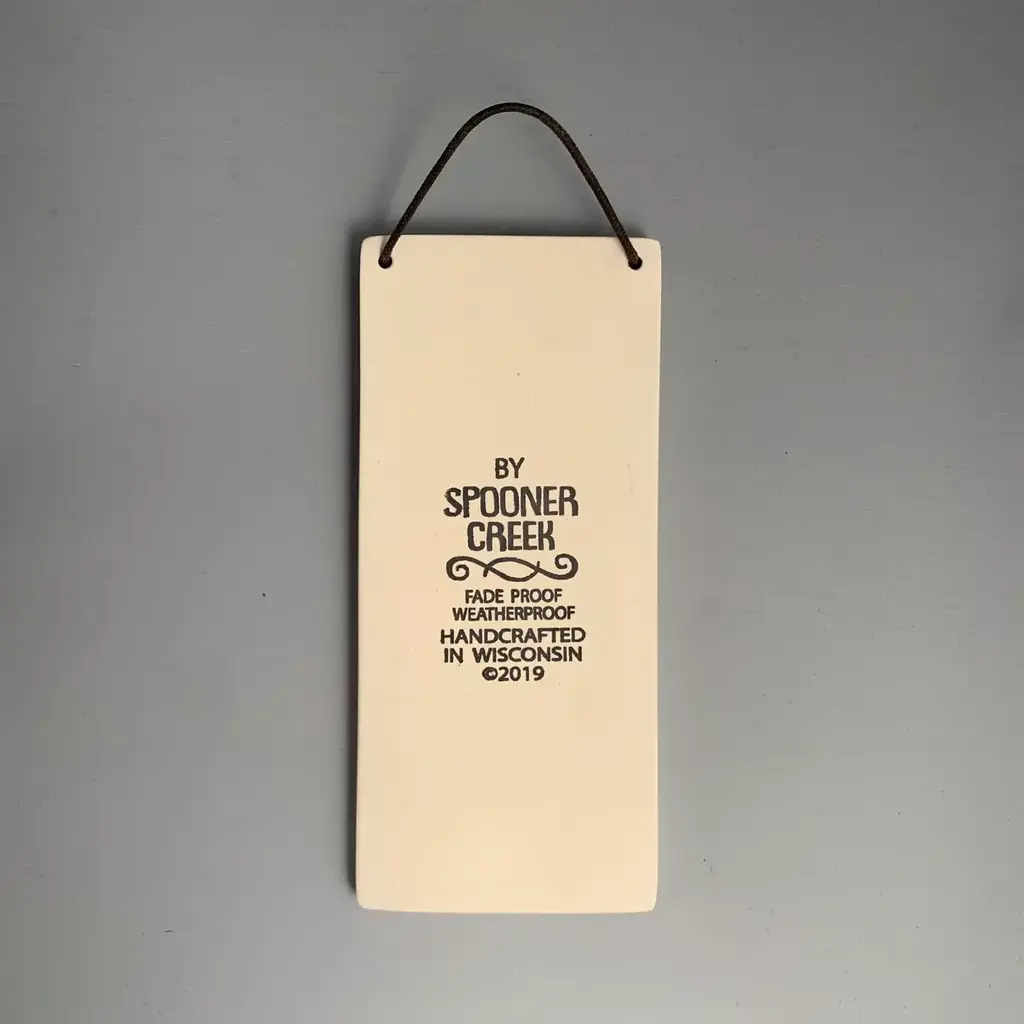 BY
SPOONER
CREEK
FADE PROOF
WEATHERPROOF
HANDCRAFTED
IN WISCONSIN
©2019